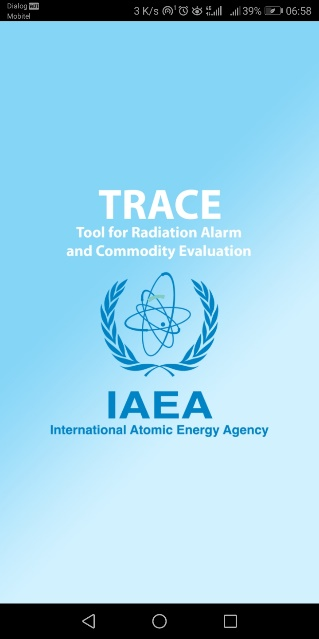 Dialog
Mobitel
3 K/s 39% 06:58
TRACE
Tool for Radiation Alarm
and Commodity Evaluation
IAEA
International Atomic Energy Agency